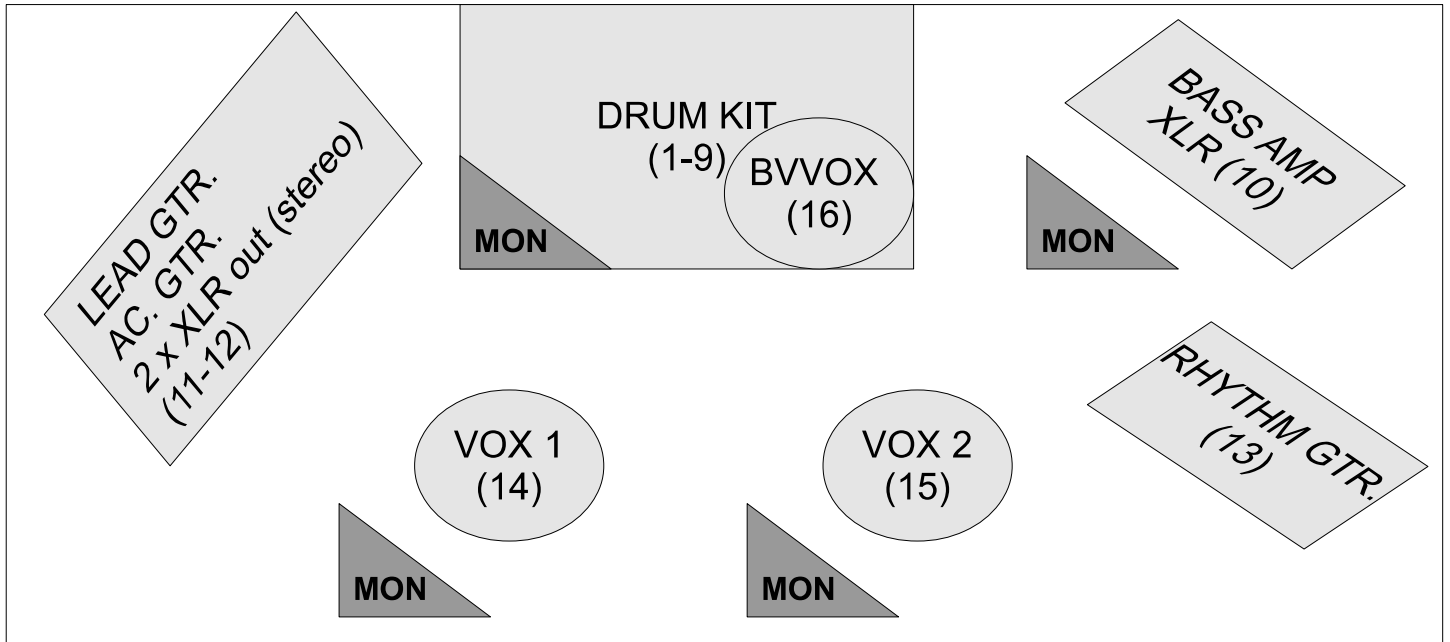 LEAD GTR.
AC. GTR.
2 x XLR out (stereo)
(11-12)
DRUM KIT
(1-9)
BVVOX
(16)
MON
BASS AMP
XLR (10)
MON
RHYTHM GTR.
(13)
VOX 1
(14)
MON
VOX 2
(15)
MON